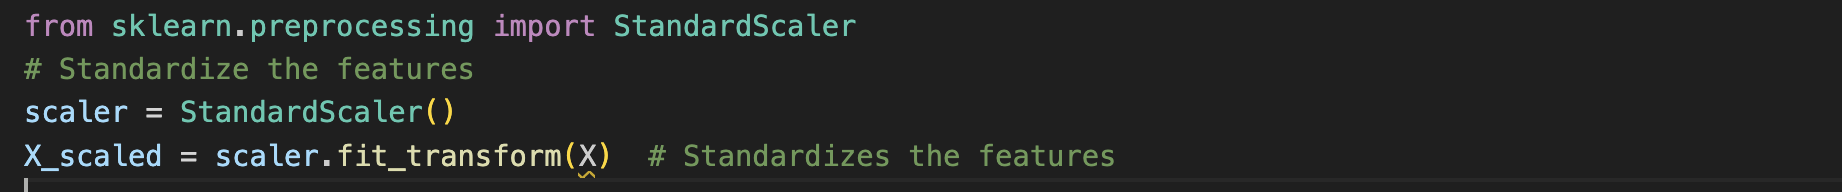 from sklearn.preprocessing import StandardScaler
# Standardize the features
scaler = StandardScaler()
X_scaled = scaler.fit_transform(X)  # Standardizes the features